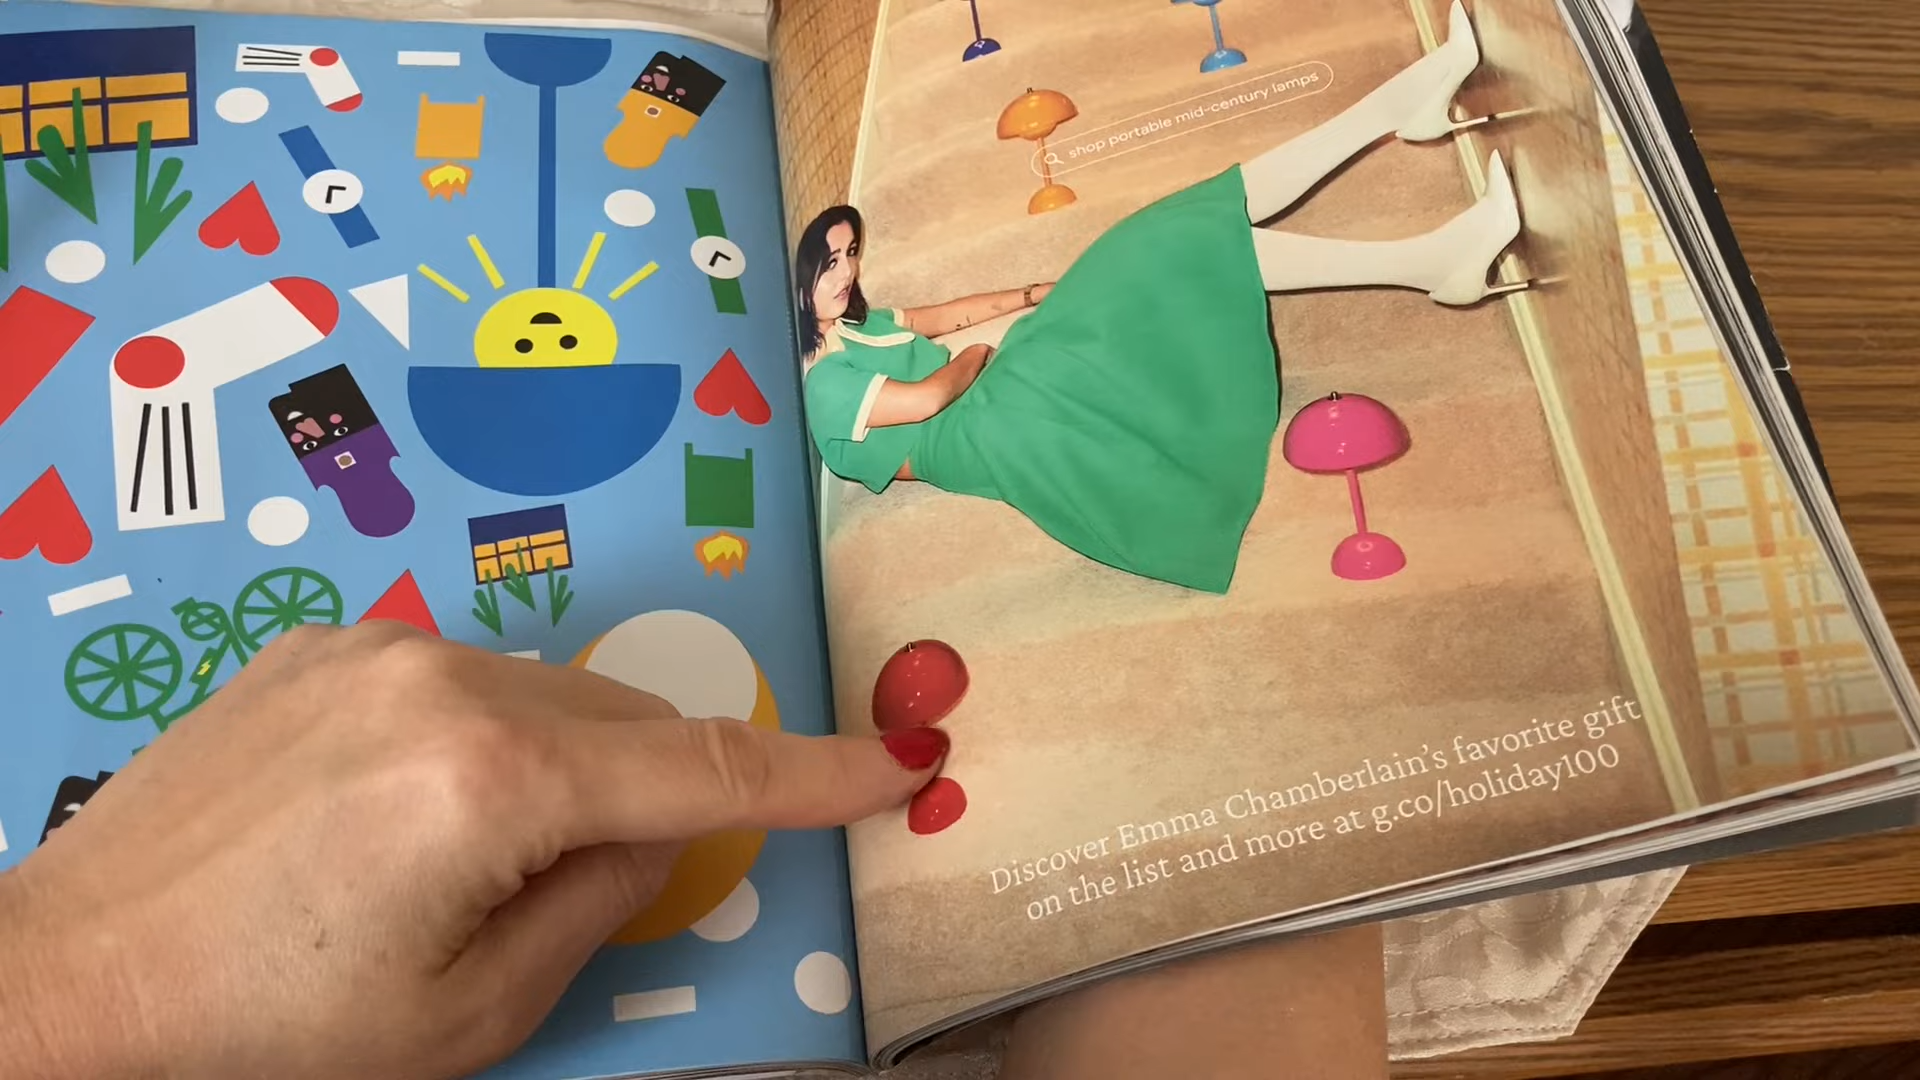 shop portable mid-century lamps
Discover Emma Chamberlain's favorite gift
on the list and more at g.co/holiday100